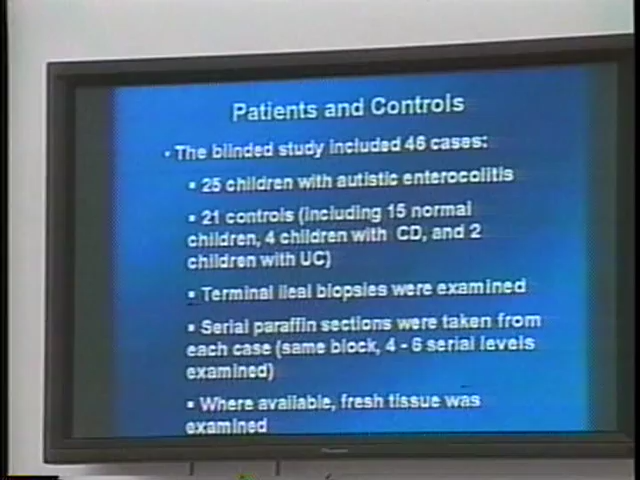 Patients and Controls
• The blinded study included 46 cases:
▪ 25 children with autistic enterocolitis
▪ 21 controls (including 15 normal
children, 4 children with CD, and 2
children with UC)
▪ Terminal ileal biopsies were examined
▪ Serial paraffin sections were taken from
each case (same block, 4 - 6 serial levels
examined)
▪ Where available, fresh tissue was
examined